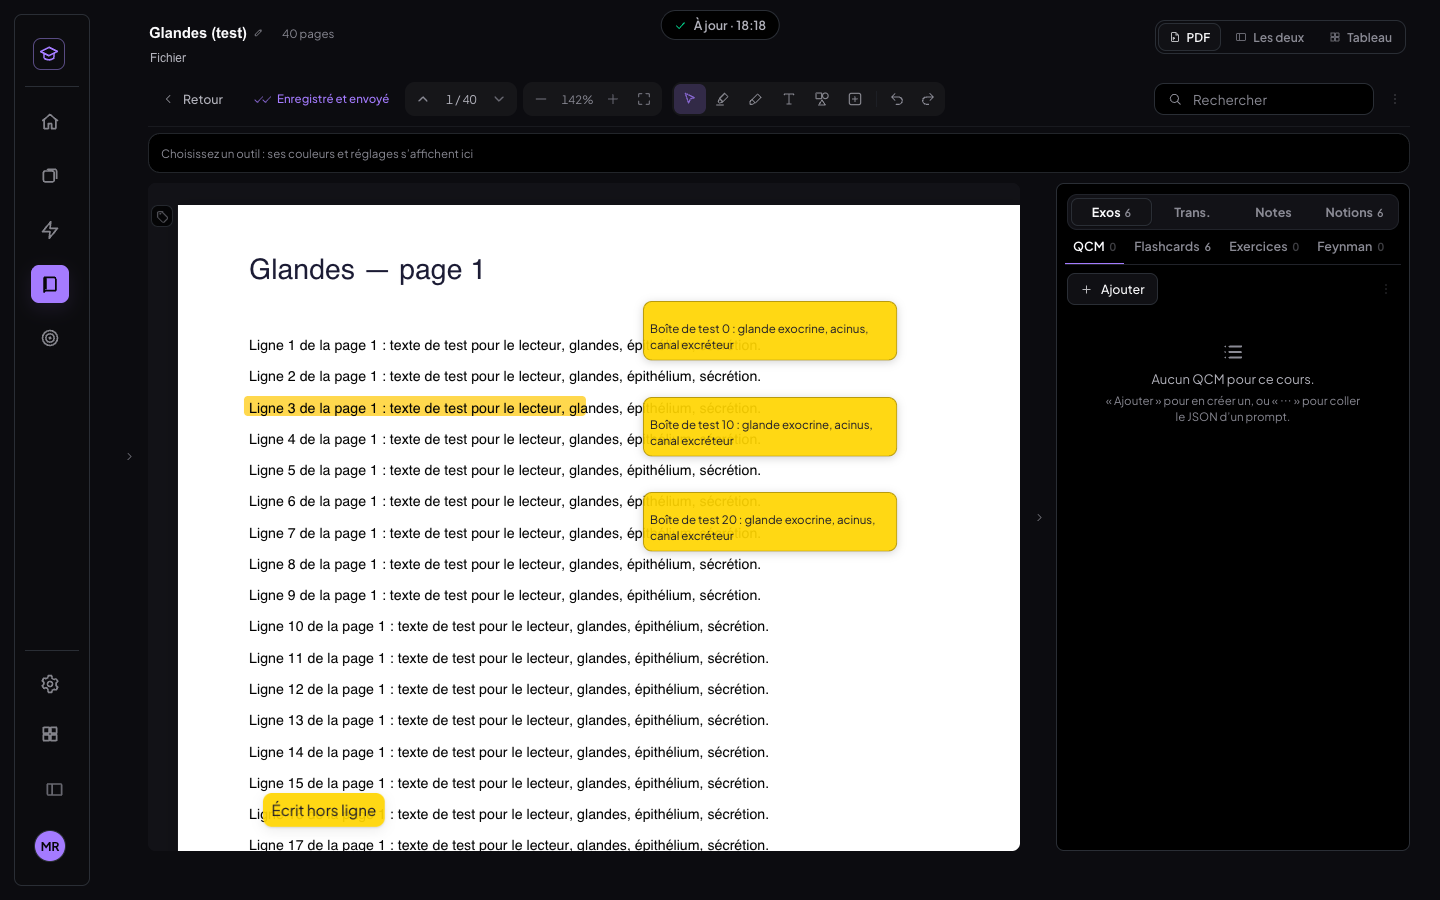 Glandes (test)
40 pages
À jour · 18:18
PDF
Les deux
Tableau
Fichier
Retour
Enregistré et envoyé
1 / 40
142%
Rechercher
Choisissez un outil : ses couleurs et réglages s'affichent ici
Exos 6
Trans.
Notes
Notions 6
QCM 0
Flashcards 6
Exercices 0
Feynman 0
Ajouter
Aucun QCM pour ce cours.
« Ajouter » pour en créer un, ou « ⋯ » pour coller
le JSON d'un prompt.
Glandes — page 1
Boîte de test 0 : glande exocrine, acinus,
canal excréteur
Ligne 1 de la page 1 : texte de test pour le lecteur, glandes, épithélium, sécrétion.
Ligne 2 de la page 1 : texte de test pour le lecteur, glandes, épithélium, sécrétion.
Ligne 3 de la page 1 : texte de test pour le lecteur, glandes, épithélium, sécrétion.
Boîte de test 10 : glande exocrine, acinus,
canal excréteur
Ligne 4 de la page 1 : texte de test pour le lecteur, glandes, ép
Ligne 5 de la page 1 : texte de test pour le lecteur, glandes, épithélium, sécrétion.
Ligne 6 de la page 1 : texte de test pour le lecteur, glandes, épithélium, sécrétion.
Boîte de test 20 : glande exocrine, acinus,
canal excréteur
Ligne 7 de la page 1 : texte de test pour le lecteur, glandes, épithélium, sécrétion.
Ligne 8 de la page 1 : texte de test pour le lecteur, glandes, épithélium, sécrétion.
Ligne 9 de la page 1 : texte de test pour le lecteur, glandes, épithélium, sécrétion.
Ligne 10 de la page 1 : texte de test pour le lecteur, glandes, épithélium, sécrétion.
Ligne 11 de la page 1 : texte de test pour le lecteur, glandes, épithélium, sécrétion.
Ligne 12 de la page 1 : texte de test pour le lecteur, glandes, épithélium, sécrétion.
Ligne 13 de la page 1 : texte de test pour le lecteur, glandes, épithélium, sécrétion.
Ligne 14 de la page 1 : texte de test pour le lecteur, glandes, épithélium, sécrétion.
Ligne 15 de la page 1 : texte de test pour le lecteur, glandes, épithélium, sécrétion.
Écrit hors ligne
: texte de test pour le lecteur, glandes, épithélium, sécrétion.
Ligne 17 de la page 1 : texte de test pour le lecteur, glandes, épithélium, sécrétion.
MR